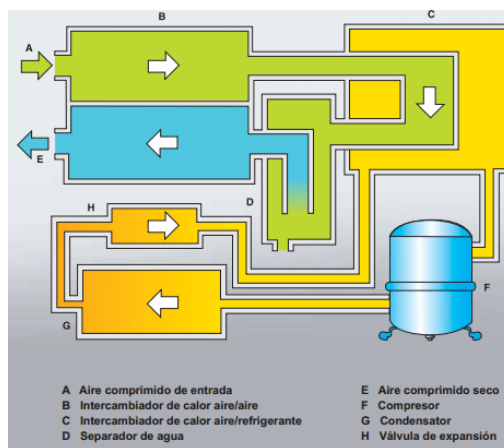 B
C
A
E
D
H
F
G
A Aire comprimido de entrada
B Intercambiador de calor aire/aire
C Intercambiador de calor aire/refrigerante
D Separador de agua
E Aire comprimido seco
F Compresor
G Condensator
H Válvula de expansión